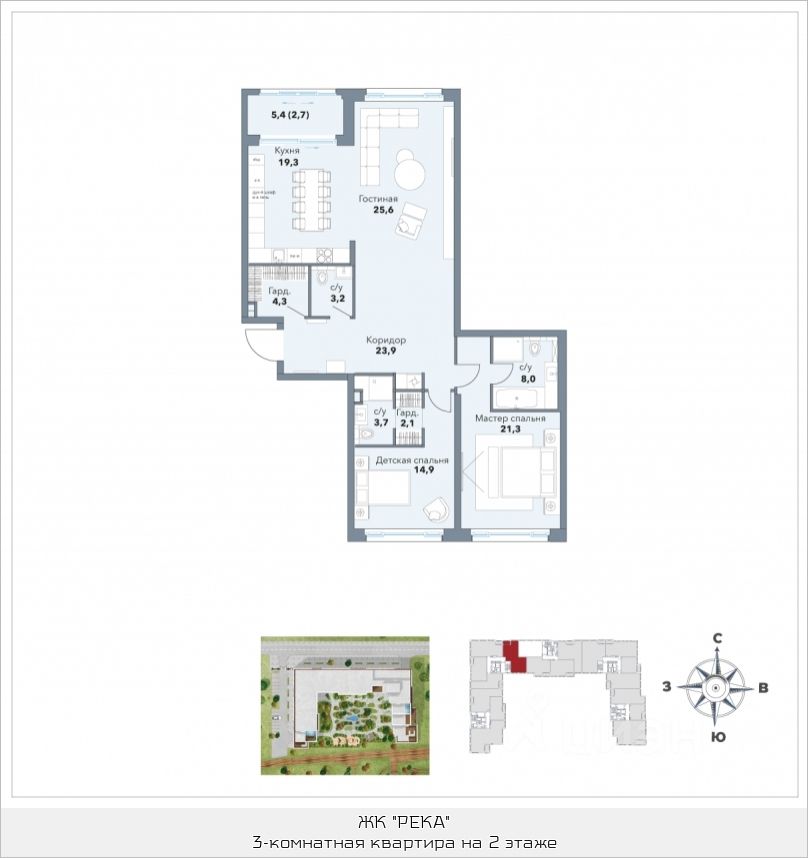 5,4 (2,7)
Кухня
19,3
Гостиная
25,6
Гард.
4,3
с/у
3,2
Коридор
23,9
с/у
8,0
с/у
3,7
Гард.
2,1
Мастер спальня
21,3
Детская спальня
14,9
С
З
В
Ю
циан
ЖК "РЕКА"
3-комнатная квартира на 2 этаже